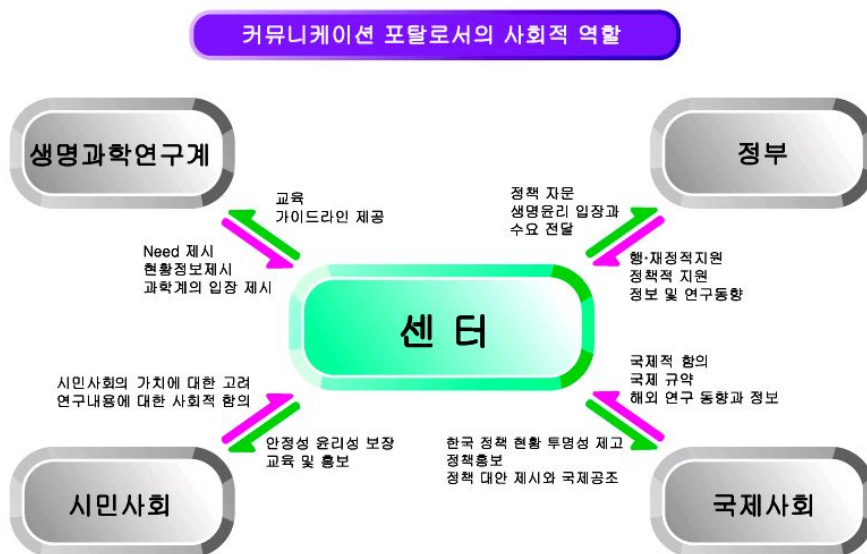 커뮤니케이션 포탈로서의 사회적 역할
생명과학연구계
정부
교육
가이드라인 제공
정책 자문
생명윤리 입장과
수요 전달
Need 제시
현황정보제시
과학계의 입장 제시
행·재정적지원
정책적 지원
정보 및 연구동향
센터
시민사회의 가치에 대한 고려
연구내용에 대한 사회적 함의
국제적 함의
국제 규약
해외 연구 동향과 정보
안정성 윤리성 보장
교육 및 홍보
한국 정책 현황 투명성 제고
정책홍보
정책 대안 제시와 국제공조
시민사회
국제사회